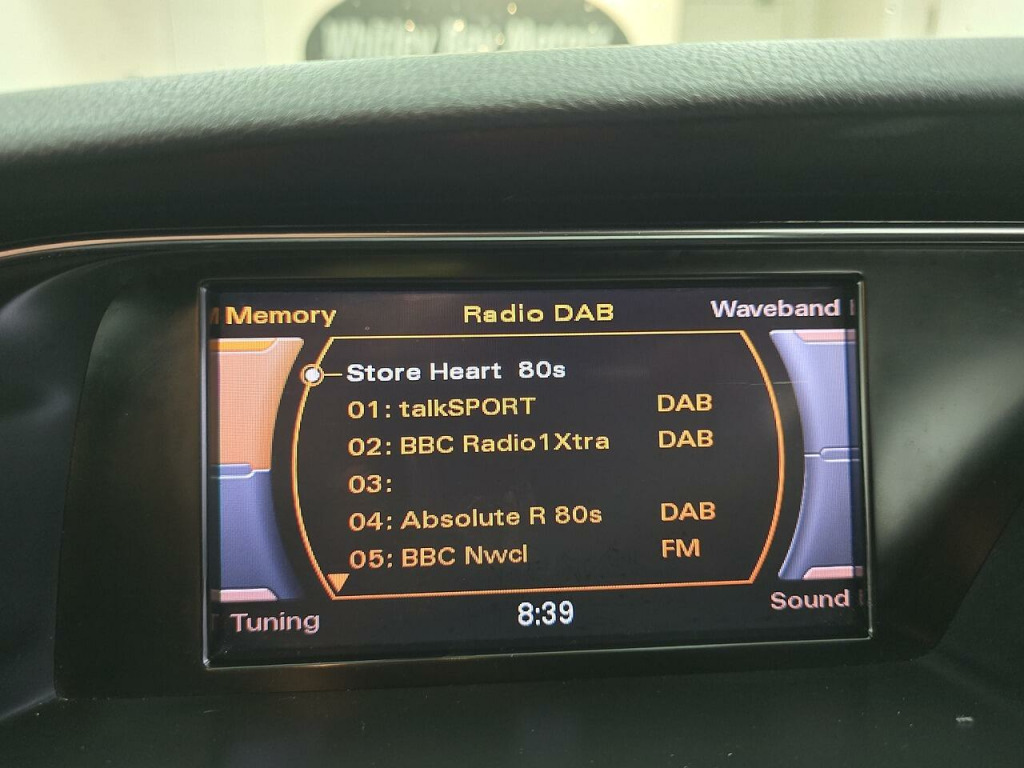 Memory Radio DAB Waveband
Store Heart 80s
01: talkSPORT DAB
02: BBC Radio1Xtra DAB
03:
04: Absolute R 80s DAB
05: BBC Nwcl FM
Tuning 8:39 Sound